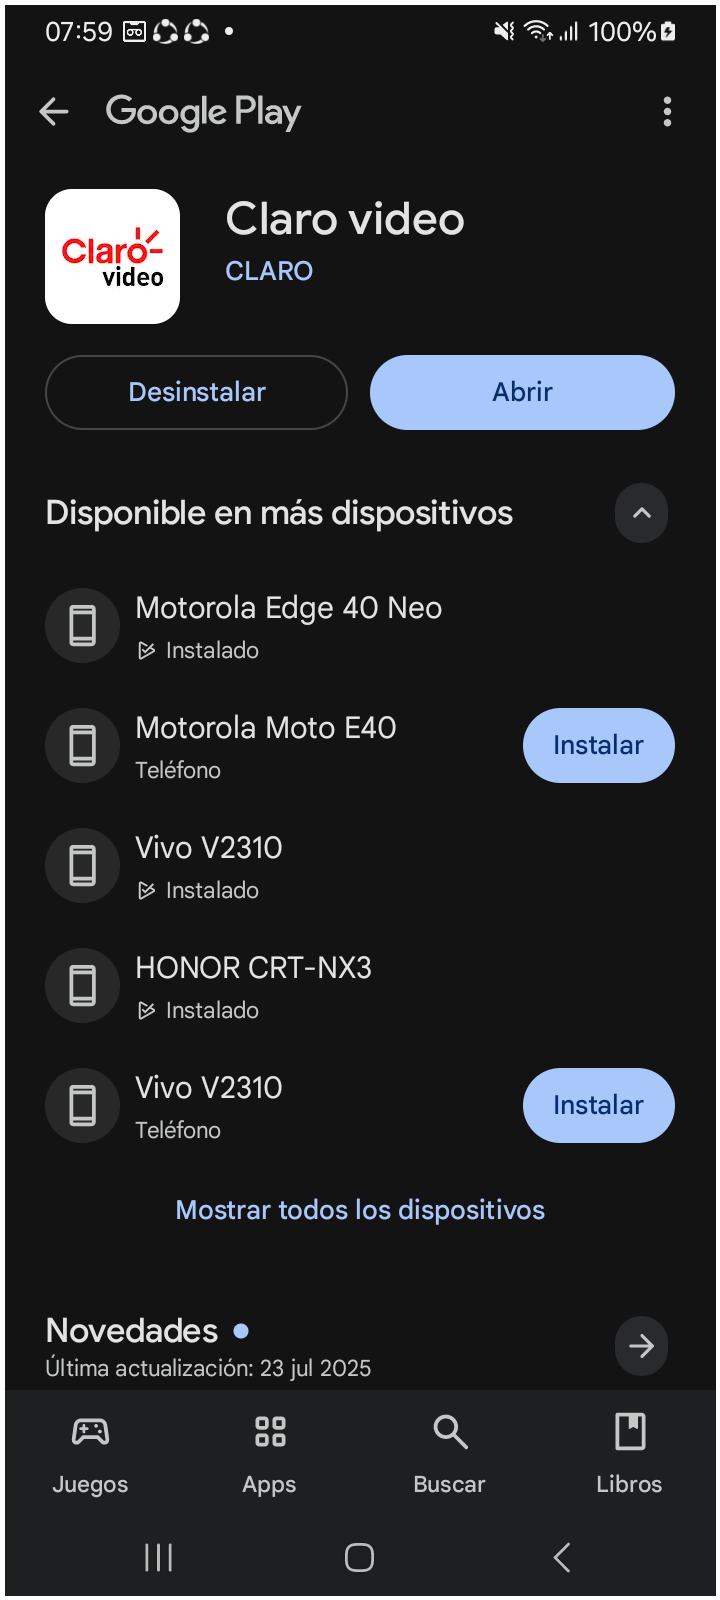 07:59
100%
Google Play
Claro video
Claro
video
CLARO
Desinstalar
Abrir
Disponible en más dispositivos
Motorola Edge 40 Neo
Instalado
Motorola Moto E40
Teléfono
Instalar
Vivo V2310
Instalado
HONOR CRT-NX3
Instalado
Vivo V2310
Teléfono
Instalar
Mostrar todos los dispositivos
Novedades
Última actualización: 23 jul 2025
Juegos
Apps
Buscar
Libros